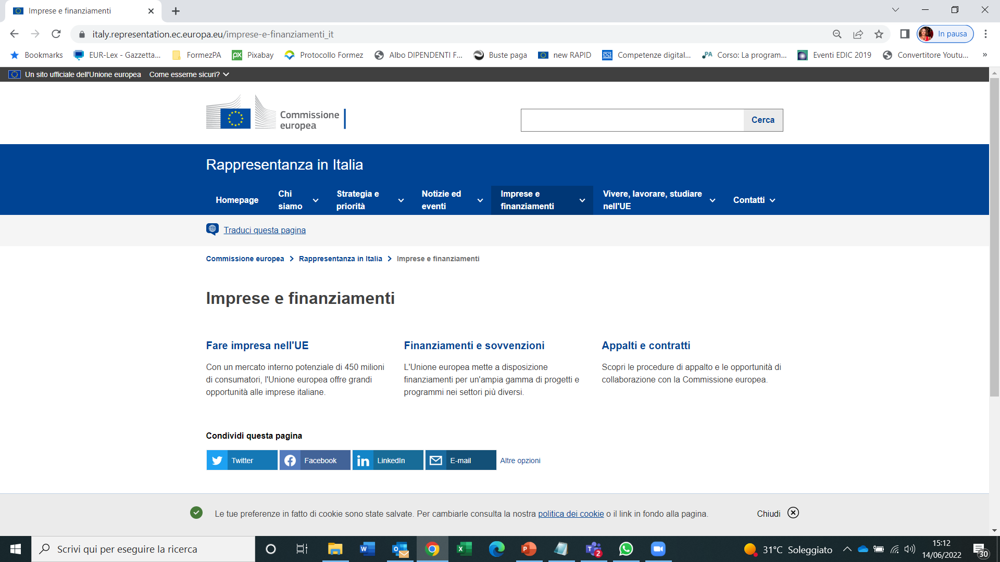 Imprese e finanziamenti
italy.representation.ec.europa.eu/imprese-e-finanziamenti_it
In pausa
Bookmarks
EUR-Lex - Gazzetta...
FormezPA
Pixabay
Protocollo Formez
Albo DIPENDENTI F...
Buste paga
new RAPID
Competenze digital...
Corso: La program...
Eventi EDIC 2019
Convertitore Youtu...
»
Un sito ufficiale dell'Unione europea
Come esserne sicuri?
Commissione
europea
Cerca
Rappresentanza in Italia
Homepage
Chi
siamo
Strategia e
priorità
Notizie ed
eventi
Imprese e
finanziamenti
Vivere, lavorare, studiare
nell'UE
Contatti
Traduci questa pagina
Commissione europea > Rappresentanza in Italia > Imprese e finanziamenti
Imprese e finanziamenti
Fare impresa nell'UE
Con un mercato interno potenziale di 450 milioni
di consumatori, l'Unione europea offre grandi
opportunità alle imprese italiane.
Finanziamenti e sovvenzioni
L'Unione europea mette a disposizione
finanziamenti per un'ampia gamma di progetti e
programmi nei settori più diversi.
Appalti e contratti
Scopri le procedure di appalto e le opportunità di
collaborazione con la Commissione europea.
Condividi questa pagina
Twitter
Facebook
LinkedIn
E-mail
Altre opzioni
Le tue preferenze in fatto di cookie sono state salvate. Per cambiarle consulta la nostra politica dei cookie o il link in fondo alla pagina.
Chiudi
Scrivi qui per eseguire la ricerca
2
31°C Soleggiato
15:12
14/06/2022
30